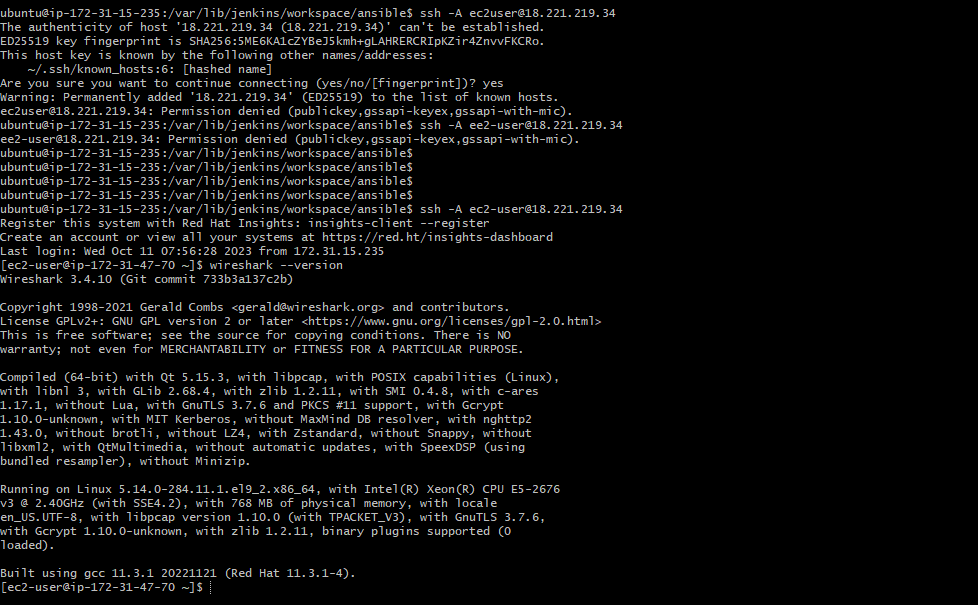 ubuntu@ip-172-31-15-235:/var/lib/jenkins/workspace/ansible$ ssh -A ec2user@18.221.219.34
The authenticity of host '18.221.219.34 (18.221.219.34)' can't be established.
ED25519 key fingerprint is SHA256:5ME6KA1cZYBeJ5kmh+gLAHRERCRIpKZir4ZnvvFKCRo.
This host key is known by the following other names/addresses:
    ~/.ssh/known_hosts:6: [hashed name]
Are you sure you want to continue connecting (yes/no/[fingerprint])? yes
Warning: Permanently added '18.221.219.34' (ED25519) to the list of known hosts.
ec2user@18.221.219.34: Permission denied (publickey,gssapi-keyex,gssapi-with-mic).
ubuntu@ip-172-31-15-235:/var/lib/jenkins/workspace/ansible$ ssh -A ee2-user@18.221.219.34
ee2-user@18.221.219.34: Permission denied (publickey,gssapi-keyex,gssapi-with-mic).
ubuntu@ip-172-31-15-235:/var/lib/jenkins/workspace/ansible$
ubuntu@ip-172-31-15-235:/var/lib/jenkins/workspace/ansible$
ubuntu@ip-172-31-15-235:/var/lib/jenkins/workspace/ansible$
ubuntu@ip-172-31-15-235:/var/lib/jenkins/workspace/ansible$
ubuntu@ip-172-31-15-235:/var/lib/jenkins/workspace/ansible$ ssh -A ec2-user@18.221.219.34
Register this system with Red Hat Insights: insights-client --register
Create an account or view all your systems at https://red.ht/insights-dashboard
Last login: Wed Oct 11 07:56:28 2023 from 172.31.15.235
[ec2-user@ip-172-31-47-70 ~]$ wireshark --version
Wireshark 3.4.10 (Git commit 733b3a137c2b)

Copyright 1998-2021 Gerald Combs <gerald@wireshark.org> and contributors.
License GPLv2+: GNU GPL version 2 or later <https://www.gnu.org/licenses/gpl-2.0.html>
This is free software; see the source for copying conditions. There is NO
warranty; not even for MERCHANTABILITY or FITNESS FOR A PARTICULAR PURPOSE.

Compiled (64-bit) with Qt 5.15.3, with libpcap, with POSIX capabilities (Linux),
with libnl 3, with GLib 2.68.4, with zlib 1.2.11, with SMI 0.4.8, with c-ares
1.17.1, without Lua, with GnuTLS 3.7.6 and PKCS #11 support, with Gcrypt
1.10.0-unknown, with MIT Kerberos, without MaxMind DB resolver, with nghttp2
1.43.0, without brotli, without LZ4, with Zstandard, without Snappy, without
libxml2, with QtMultimedia, without automatic updates, with SpeexDSP (using
bundled resampler), without Minizip.

Running on Linux 5.14.0-284.11.1.el9_2.x86_64, with Intel(R) Xeon(R) CPU E5-2676
v3 @ 2.40GHz (with SSE4.2), with 768 MB of physical memory, with locale
en_US.UTF-8, with libpcap version 1.10.0 (with TPACKET_V3), with GnuTLS 3.7.6,
with Gcrypt 1.10.0-unknown, with zlib 1.2.11, binary plugins supported (0
loaded).

Built using gcc 11.3.1 20221121 (Red Hat 11.3.1-4).
[ec2-user@ip-172-31-47-70 ~]$